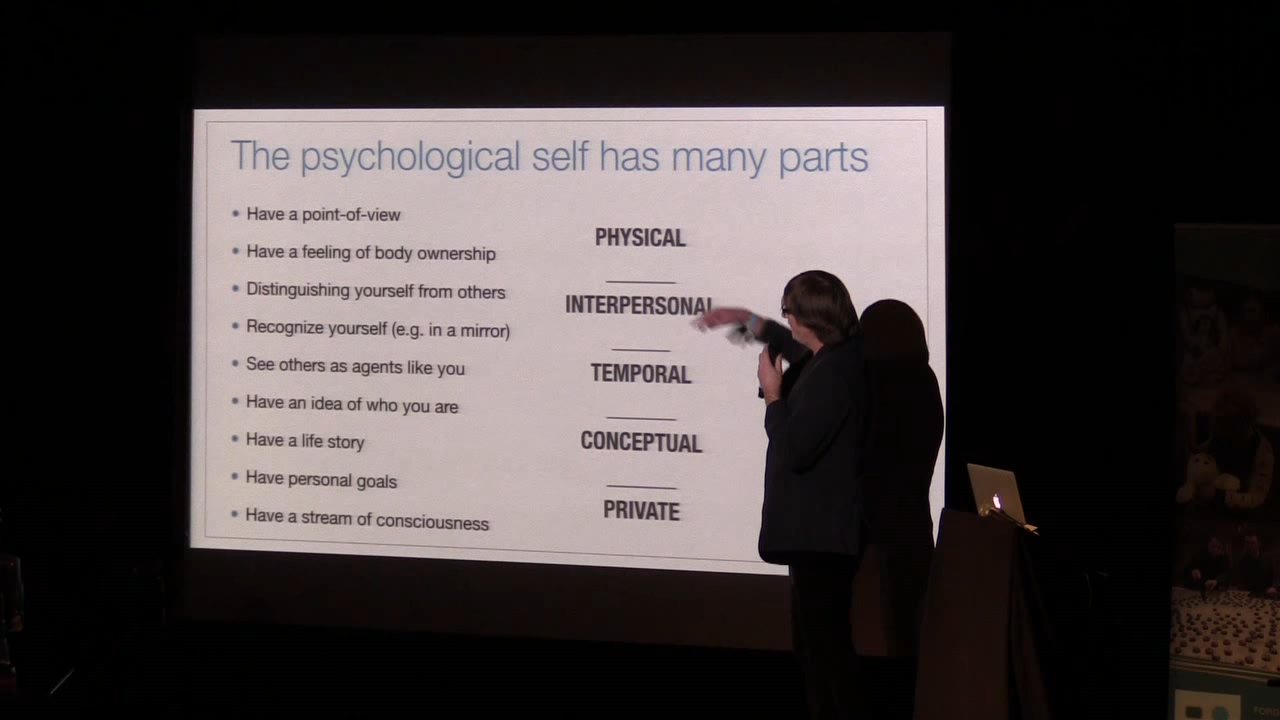 The psychological self has many parts
Have a point-of-view
Have a feeling of body ownership
Distinguishing yourself from others
Recognize yourself (e.g. in a mirror)
See others as agents like you
Have an idea of who you are
Have a life story
Have personal goals
Have a stream of consciousness
PHYSICAL
INTERPERSONAL
TEMPORAL
CONCEPTUAL
PRIVATE